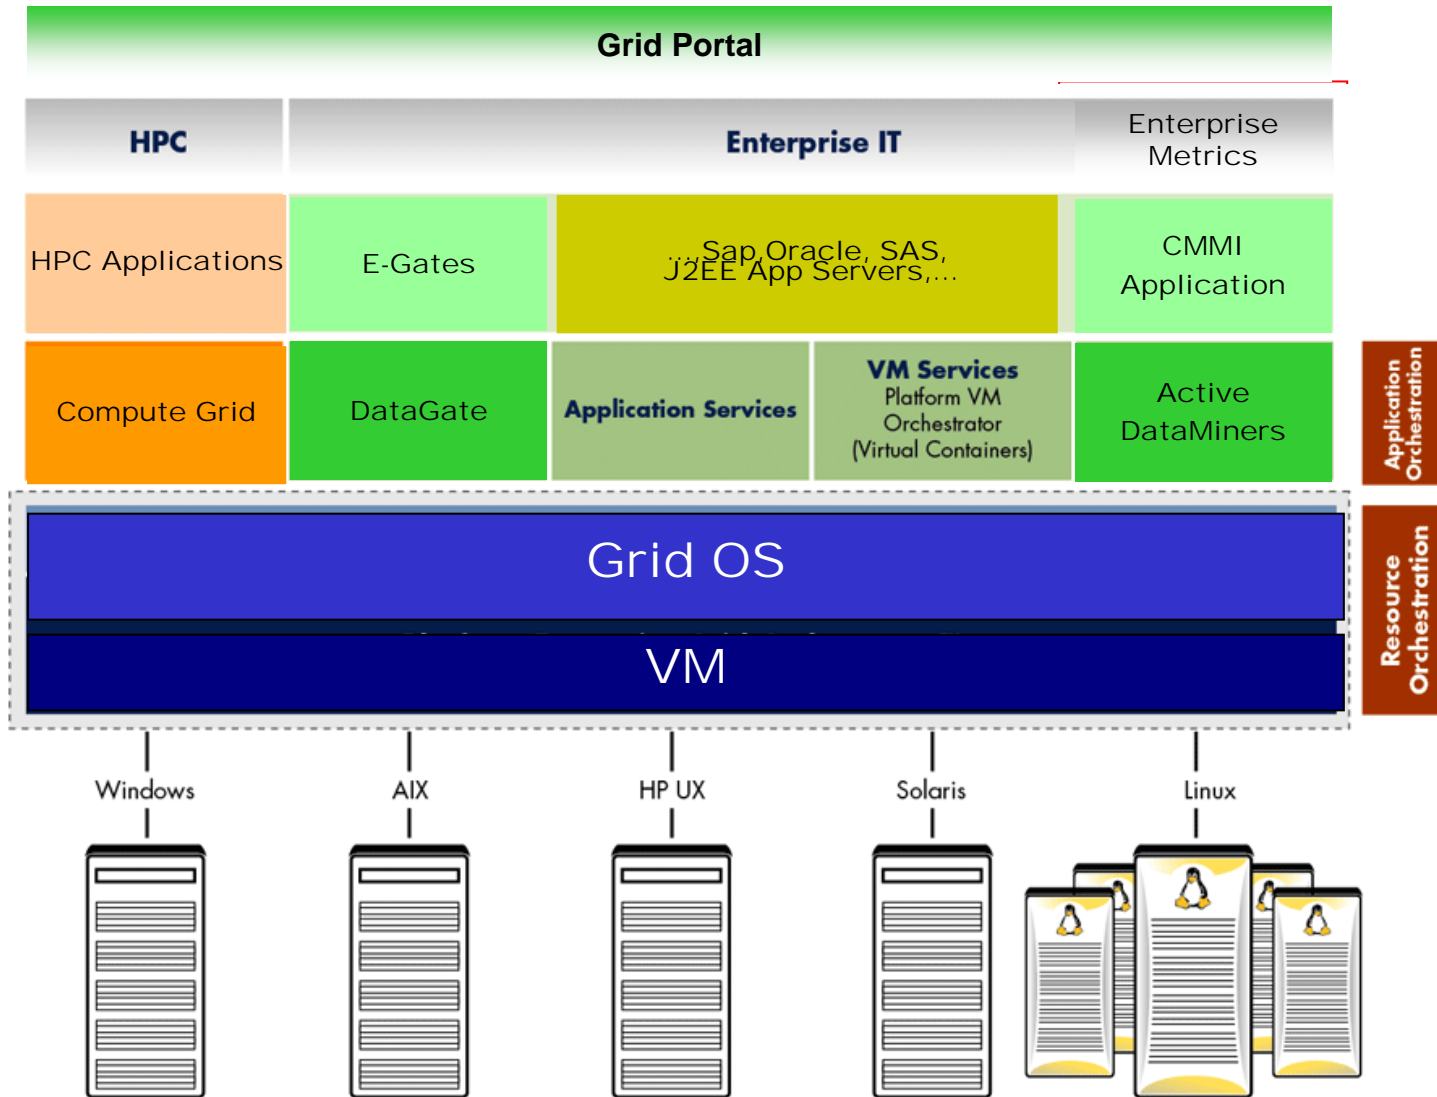 Grid Portal
HPC
Enterprise IT
Enterprise
Metrics
HPC Applications
E-Gates
...,Sap,Oracle, SAS,
J2EE App Servers,...
CMMI
Application
Compute Grid
DataGate
Application Services
VM Services
Platform VM
Orchestrator
(Virtual Containers)
Active
DataMiners
Application
Orchestration
Grid OS
VM
Resource
Orchestration
Windows
AIX
HP UX
Solaris
Linux